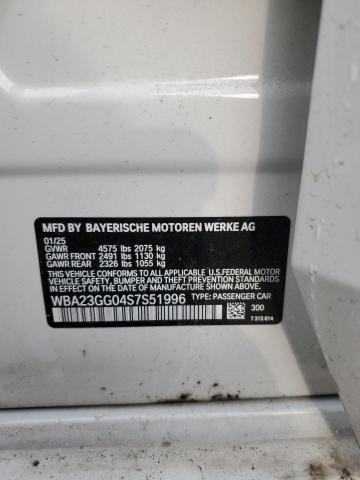 MFD BY BAYERISCHE MOTOREN WERKE AG
01/25
GVWR 4575 lbs 2075 kg
GAWR FRONT 2491 lbs 1130 kg
GAWR REAR 2326 lbs 1055 kg
THIS VEHICLE CONFORMS TO ALL APPLICABLE U.S.FEDERAL MOTOR
VEHICLE SAFETY, BUMPER, AND THEFT PREVENTION STANDARDS
IN EFFECT ON THE DATE OF MANUFACTURE SHOWN ABOVE.
WBA23GG04S7S51996 TYPE: PASSENGER CAR
300
7 315 614